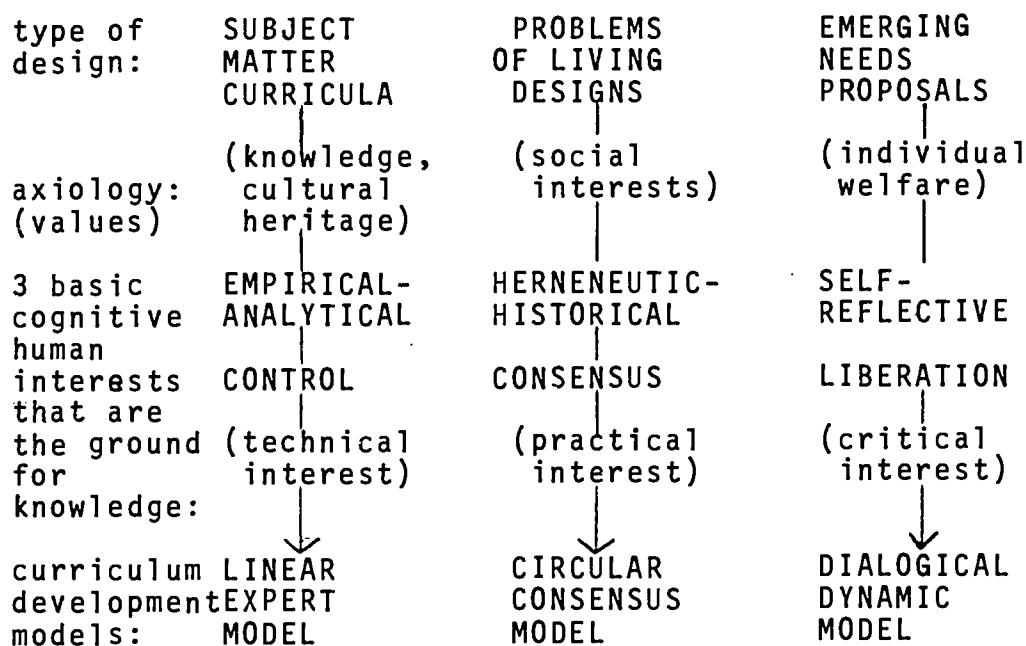 type of SUBJECT PROBLEMS EMERGING
design: MATTER OF LIVING NEEDS
CURRICULA DESIGNS PROPOSALS
(knowledge, (social (individual
axiology: cultural interests) welfare)
(values) heritage)
3 basic EMPIRICAL- HERNENEUTIC- SELF-
cognitive ANALYTICAL HISTORICAL REFLECTIVE
human
interests CONTROL CONSENSUS LIBERATION
that are
the ground (technical (practical (critical
for interest) interest) interest)
knowledge:
curriculum LINEAR CIRCULAR DIALOGICAL
development EXPERT CONSENSUS DYNAMIC
models: MODEL MODEL MODEL